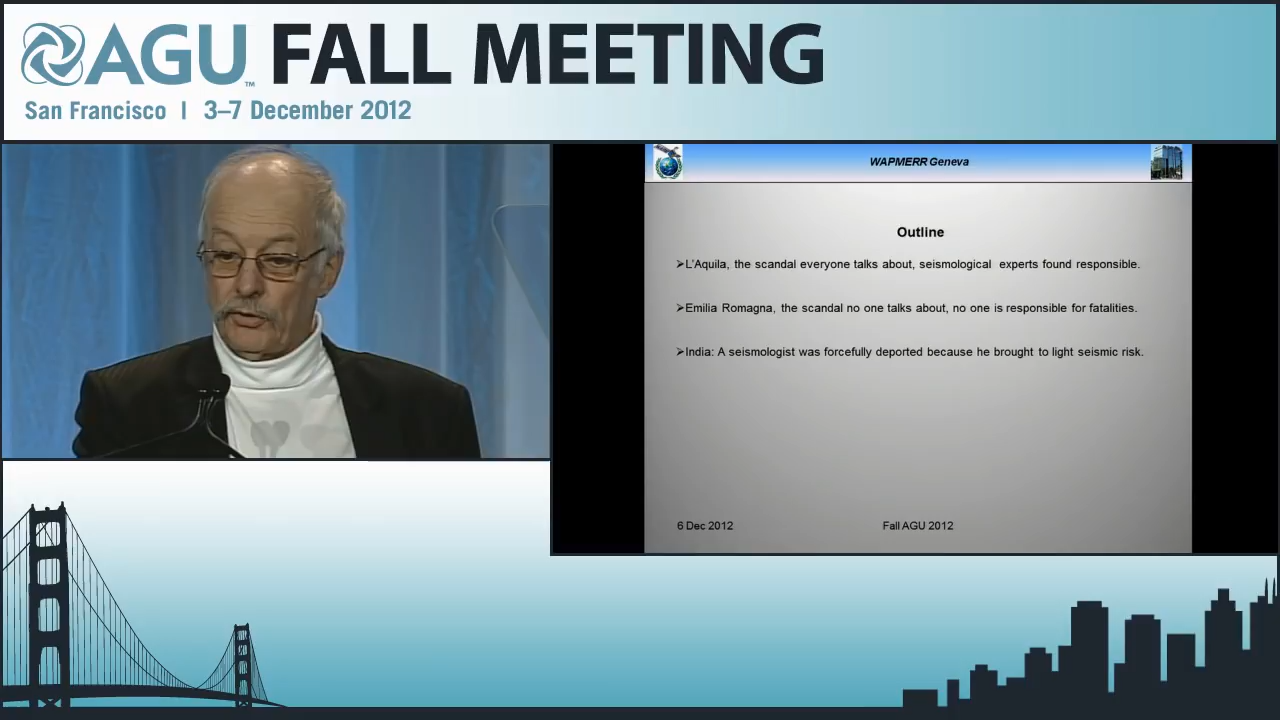 AGU™ FALL MEETING
San Francisco | 3–7 December 2012
WAPMERR Geneva
Outline
➢L'Aquila, the scandal everyone talks about, seismological experts found responsible.
➢Emilia Romagna, the scandal no one talks about, no one is responsible for fatalities.
➢India: A seismologist was forcefully deported because he brought to light seismic risk.
6 Dec 2012 Fall AGU 2012